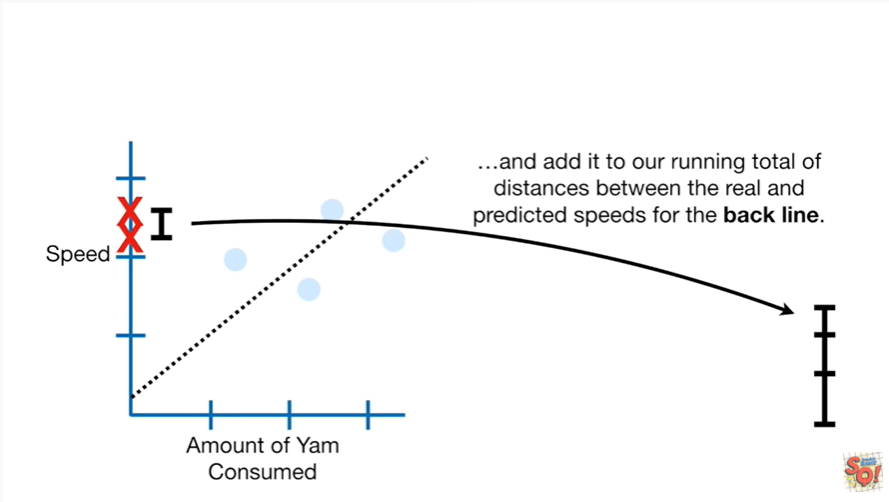 …and add it to our running total of
distances between the real and
predicted speeds for the back line.
Speed
Amount of Yam
Consumed
SQ!